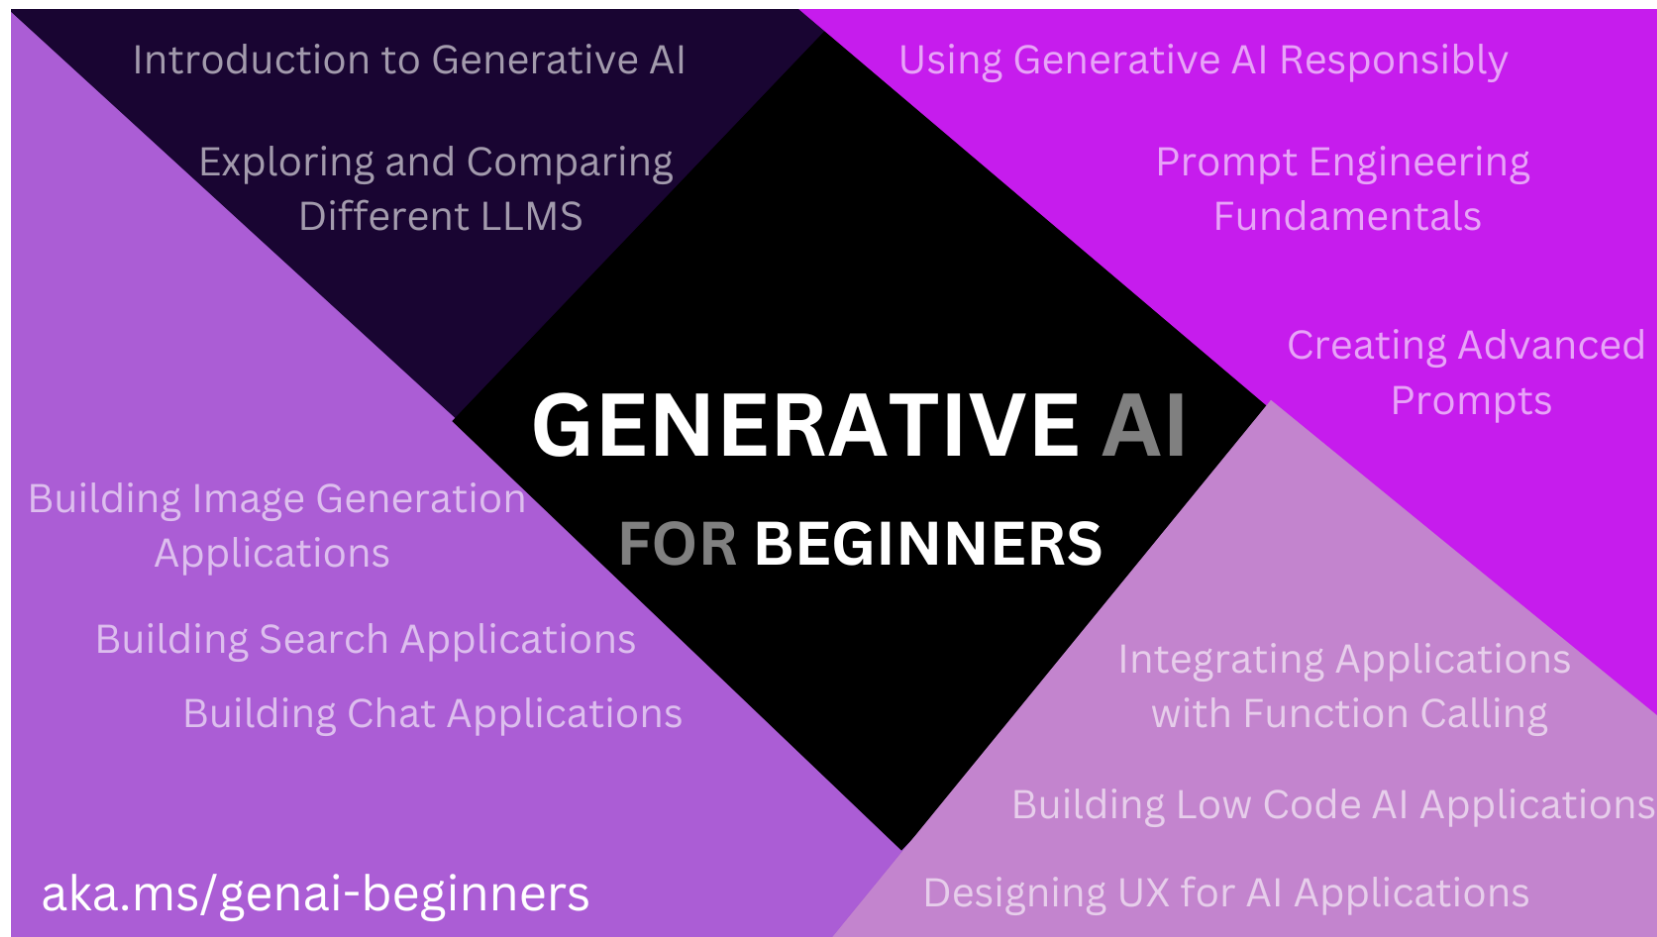 Introduction to Generative AI
Exploring and Comparing
Different LLMS
Using Generative AI Responsibly
Prompt Engineering
Fundamentals
Creating Advanced
Prompts
GENERATIVE AI
FOR BEGINNERS
Building Image Generation
Applications
Building Search Applications
Building Chat Applications
Integrating Applications
with Function Calling
Building Low Code AI Applications
Designing UX for AI Applications
aka.ms/genai-beginners